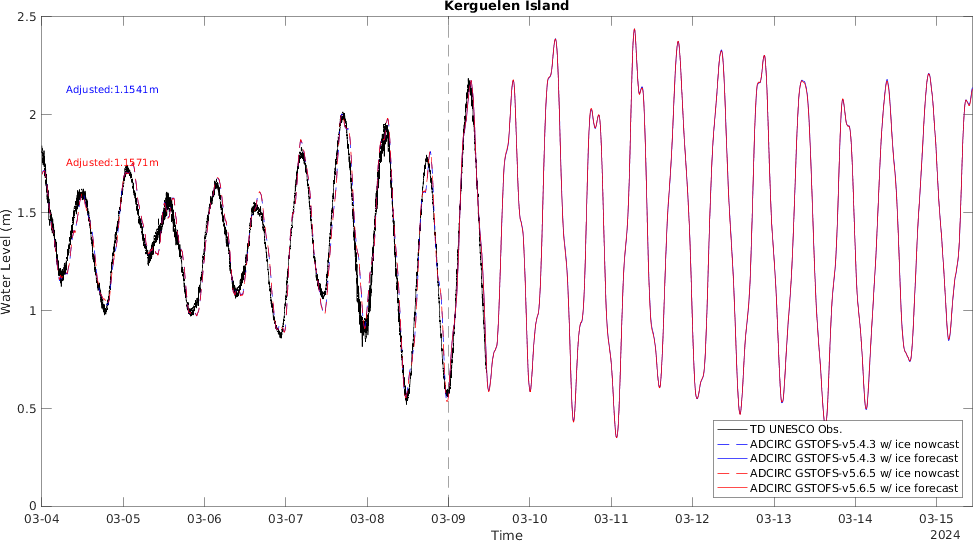 Kerguelen Island
2.5
2
1.5
1
0.5
0
Water Level (m)
Adjusted:1.1541m
Adjusted:1.1571m
TD UNESCO Obs.
ADCIRC GSTOFS-v5.4.3 w/ ice nowcast
ADCIRC GSTOFS-v5.4.3 w/ ice forecast
ADCIRC GSTOFS-v5.6.5 w/ ice nowcast
ADCIRC GSTOFS-v5.6.5 w/ ice forecast
03-04 03-05 03-06 03-07 03-08 03-09 03-10 03-11 03-12 03-13 03-14 03-15
2024
Time